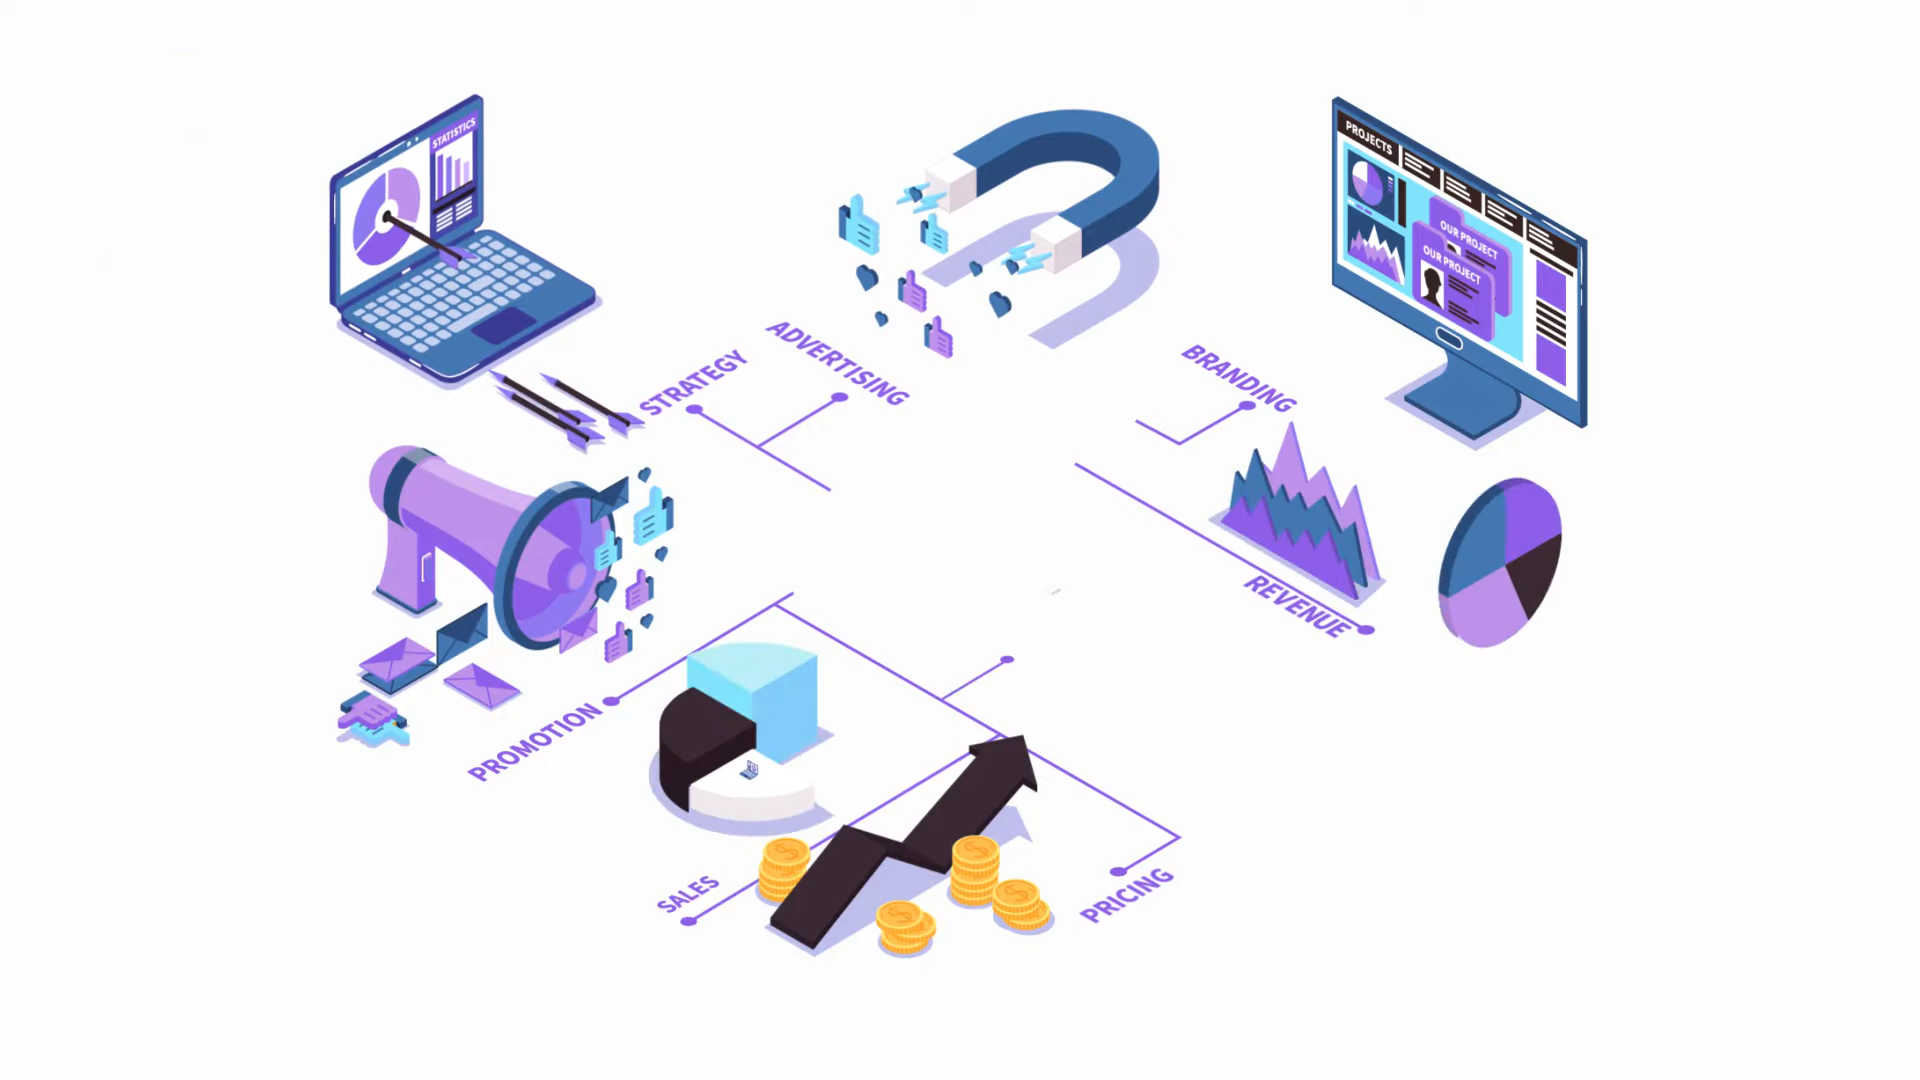 STATISTICS
PROJECTS
OUR PROJECT
OUR PROJECT
STRATEGY
ADVERTISING
BRANDING
REVENUE
PROMOTION
SALES
PRICING